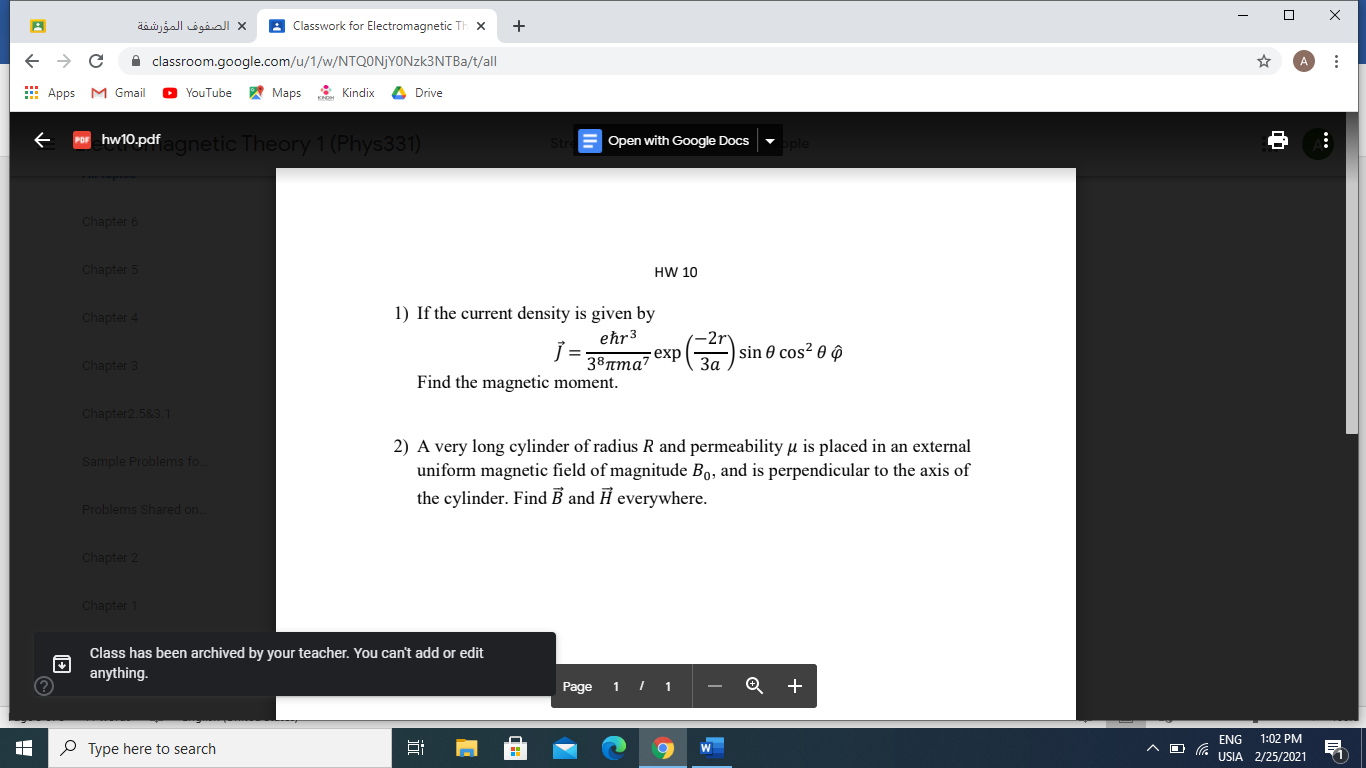 الصفوف المؤرشفة
Classwork for Electromagnetic Th
classroom.google.com/u/1/w/NTQ0NjY0Nzk3NTBa/t/all
A
Apps Gmail YouTube Maps Kindix Drive
PDF hw10.pdf
Electromagnetic Theory 1 (Phys331)
Open with Google Docs
Chapter 6
Chapter 5
Chapter 4
Chapter 3
Chapter2.5&3.1
Sample Problems fo...
Problems Shared on...
Chapter 2
Chapter 1
HW 10
1) If the current density is given by
J⃗ = eħr³/(3⁸πma⁷) exp(−2r/3a) sin θ cos² θ φ̂
Find the magnetic moment.
2) A very long cylinder of radius R and permeability μ is placed in an external
uniform magnetic field of magnitude B₀, and is perpendicular to the axis of
the cylinder. Find B⃗ and H⃗ everywhere.
Class has been archived by your teacher. You can't add or edit
anything.
Page 1 / 1
Type here to search
ENG
USIA
1:02 PM
2/25/2021
1